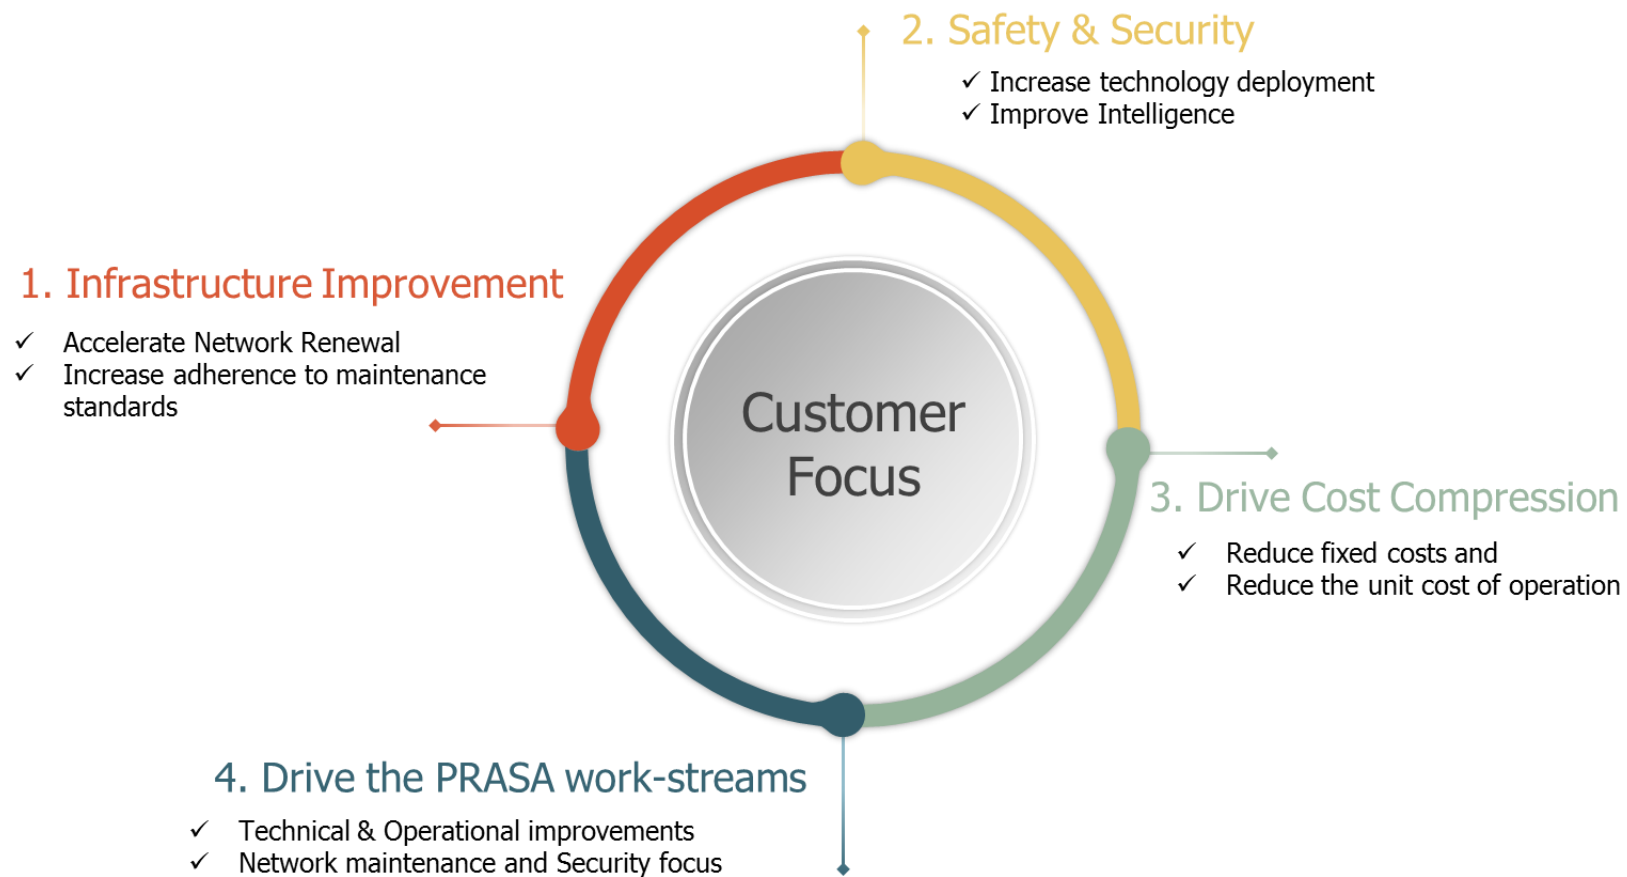 2. Safety & Security
✓ Increase technology deployment
✓ Improve Intelligence
1. Infrastructure Improvement
✓ Accelerate Network Renewal
✓ Increase adherence to maintenance
standards
Customer
Focus
3. Drive Cost Compression
✓ Reduce fixed costs and
✓ Reduce the unit cost of operation
4. Drive the PRASA work-streams
✓ Technical & Operational improvements
✓ Network maintenance and Security focus